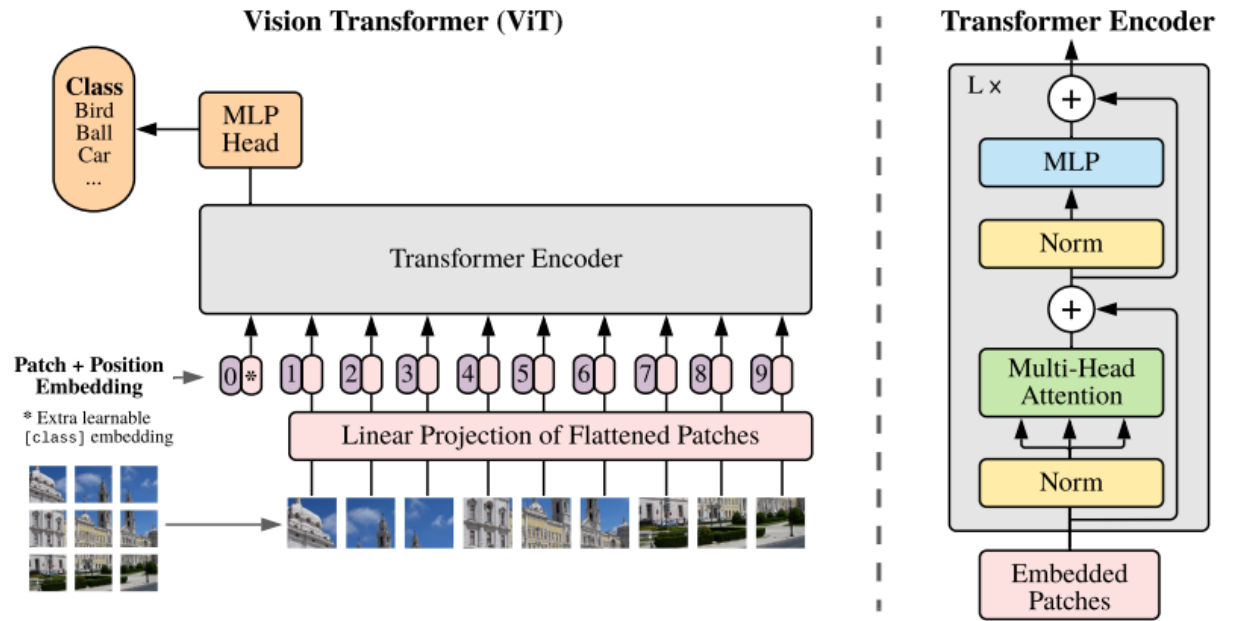 Vision Transformer (ViT)
Class
Bird
Ball
Car
...
MLP
Head
Transformer Encoder
Patch + Position
Embedding
0 * 1 2 3 4 5 6 7 8 9
* Extra learnable
[class] embedding
Linear Projection of Flattened Patches
Transformer Encoder
L ×
+
MLP
Norm
+
Multi-Head
Attention
Norm
Embedded
Patches